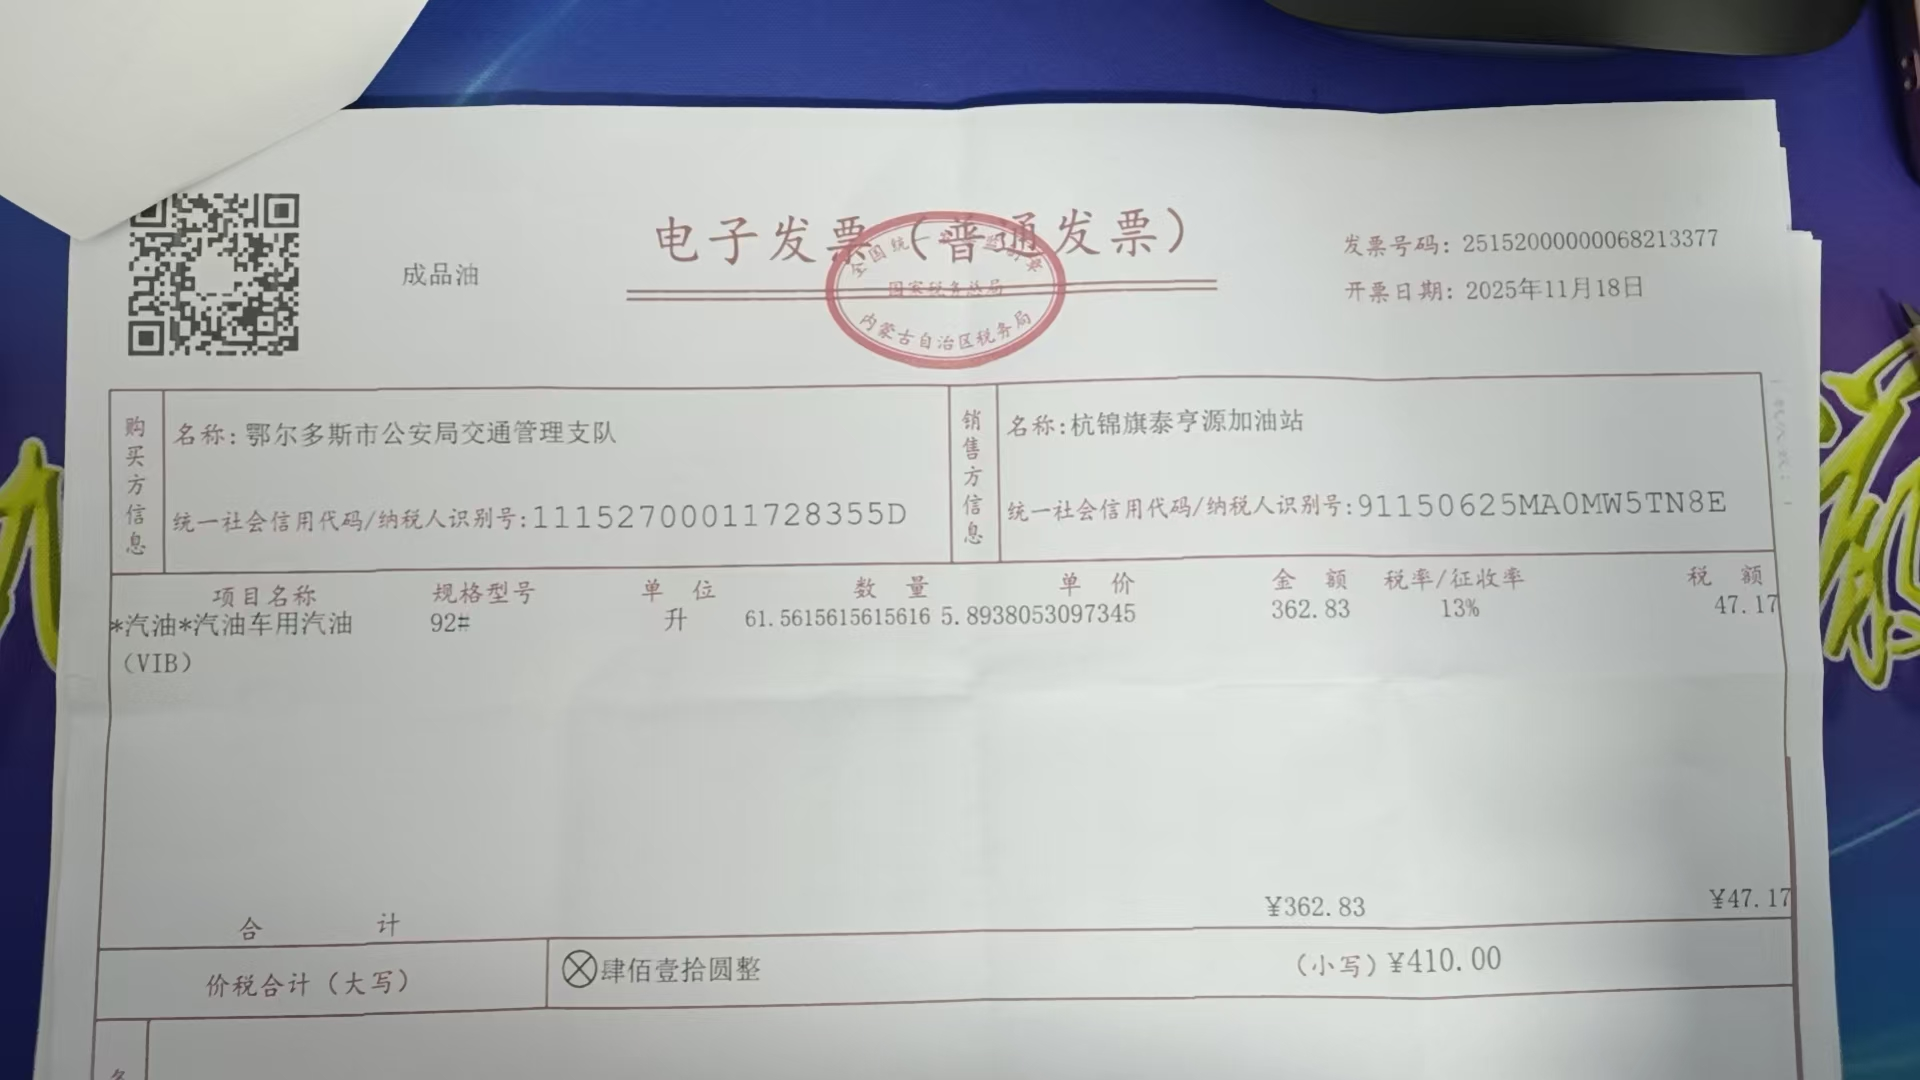 电子发票（普通发票）
成品油
发票号码：25152000000068213377
开票日期：2025年11月18日
国家税务总局
内蒙古自治区税务局
购买方信息
名称：鄂尔多斯市公安局交通管理支队
统一社会信用代码/纳税人识别号：11152700011728355D
销售方信息
名称：杭锦旗泰亨源加油站
统一社会信用代码/纳税人识别号：91150625MA0MW5TN8E
项目名称 规格型号 单位 数量 单价 金额 税率/征收率 税额
*汽油*汽油车用汽油 92# 升 61.5615615615616 5.8938053097345 362.83 13% 47.17
（VIB）
合计 ¥362.83 ¥47.17
价税合计（大写） ⊗肆佰壹拾圆整 （小写）¥410.00